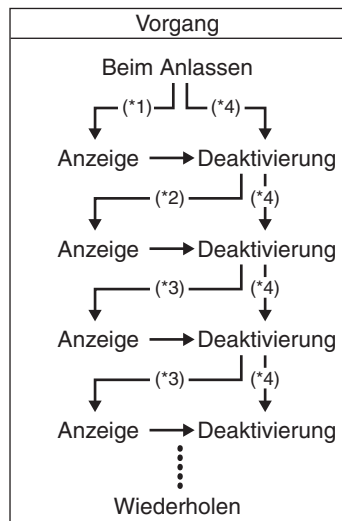 Vorgang
Beim Anlassen
(*1) (*4)
Anzeige Deaktivierung
(*2) (*4)
Anzeige Deaktivierung
(*3) (*4)
Anzeige Deaktivierung
(*3) (*4)
Anzeige Deaktivierung
Wiederholen